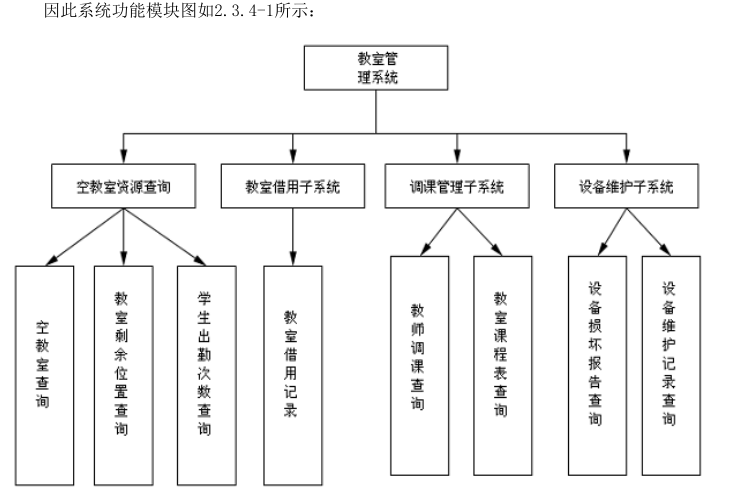 因此系统功能模块图如2.3.4-1所示：
教室管
理系统
空教室资源查询
教室借用子系统
调课管理子系统
设备维护子系统
空教室查询
教室剩余位置查询
学生出勤次数查询
教室借用记录
教师调课查询
教室课程表查询
设备损坏报告查询
设备维护记录查询